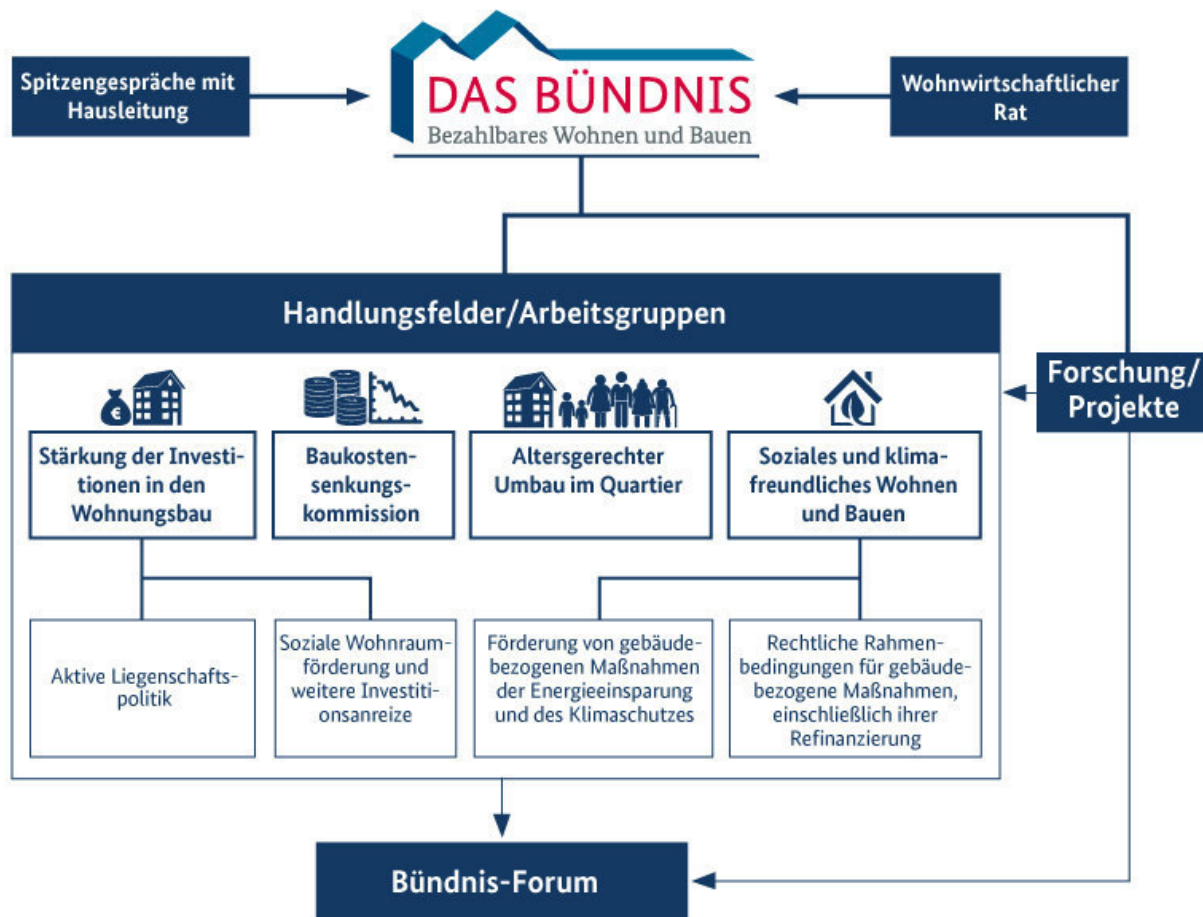 Spitzengespräche mit
Hausleitung
DAS BÜNDNIS
Bezahlbares Wohnen und Bauen
Wohnwirtschaftlicher
Rat
Handlungsfelder/Arbeitsgruppen
Forschung/
Projekte
€
Stärkung der Investi-
tionen in den
Wohnungsbau
Baukosten-
senkungs-
kommission
Altersgerechter
Umbau im Quartier
Soziales und klima-
freundliches Wohnen
und Bauen
Aktive Liegenschafts-
politik
Soziale Wohnraum-
förderung und
weitere Investiti-
onsanreize
Förderung von gebäude-
bezogenen Maßnahmen
der Energieeinsparung
und des Klimaschutzes
Rechtliche Rahmen-
bedingungen für gebäude-
bezogene Maßnahmen,
einschließlich ihrer
Refinanzierung
Bündnis-Forum